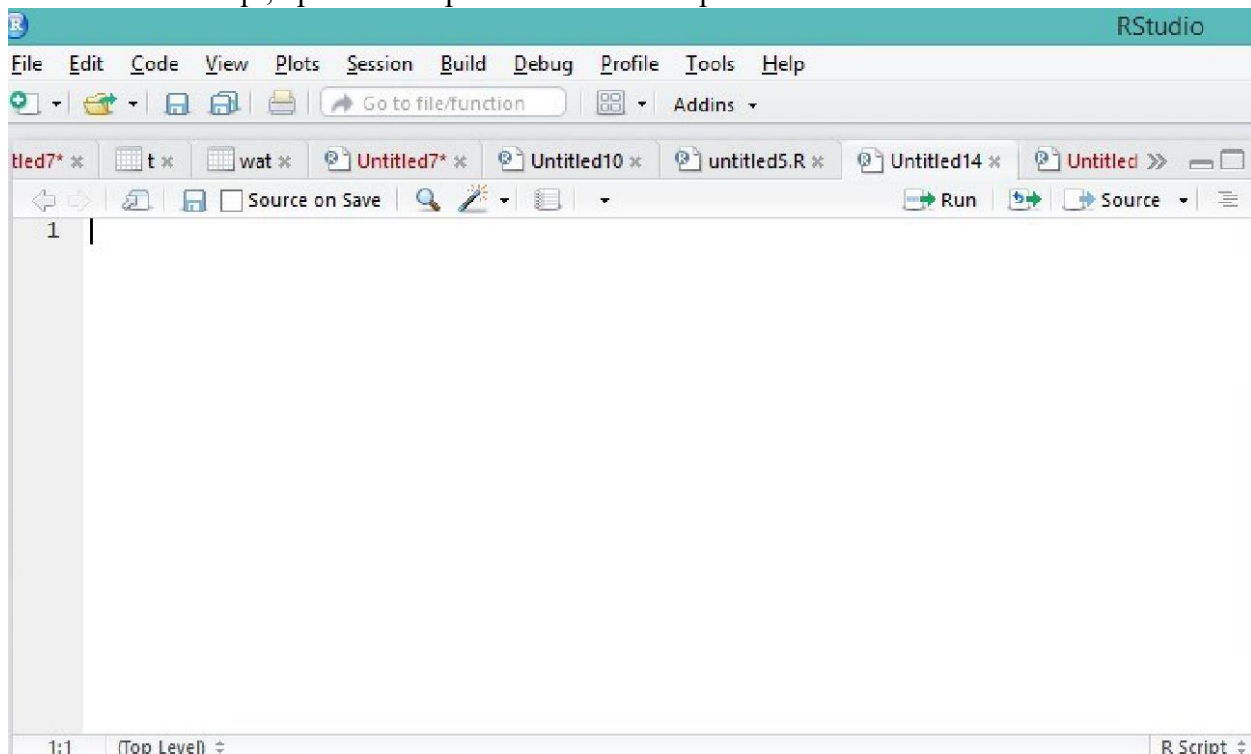 RStudio
File Edit Code View Plots Session Build Debug Profile Tools Help
Go to file/function Addins
tled7* t wat Untitled7* Untitled10 untitled5.R Untitled14 Untitled
Source on Save Run Source
1
1:1 (Top Level) R Script